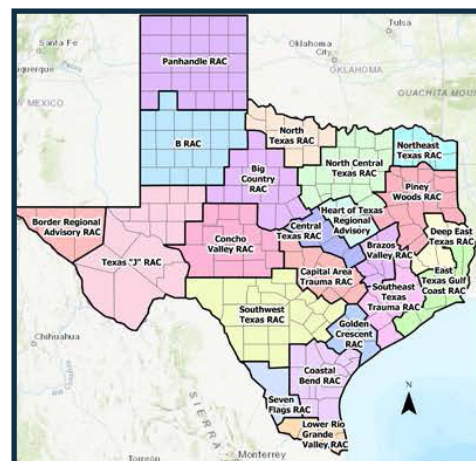 Santa Fe
Tulsa
Oklahoma
City
OKLAHOMA
uquerque
OUACHITA MOUN
MEXICO
Panhandle RAC
B RAC
North
Texas RAC
North Central
Texas RAC
Northeast
Texas RAC
Big
Country
RAC
Piney
Woods RAC
Heart of Texas
Regional
Advisory
Central
Texas RAC
Deep East
Texas RAC
Border Regional
Advisory RAC
Concho
Valley RAC
Brazos
Valley RAC
Texas "J" RAC
Capital Area
Trauma RAC
East
Texas Gulf
Coast RAC
Southeast
Texas
Trauma RAC
Southwest
Texas RAC
Golden
Crescent
RAC
Chihuahua
Coastal
Bend RAC
Seven
Flags RAC
Lower Rio
Grande
Valley RAC
N
SIERRA
Monterrey
Torreón